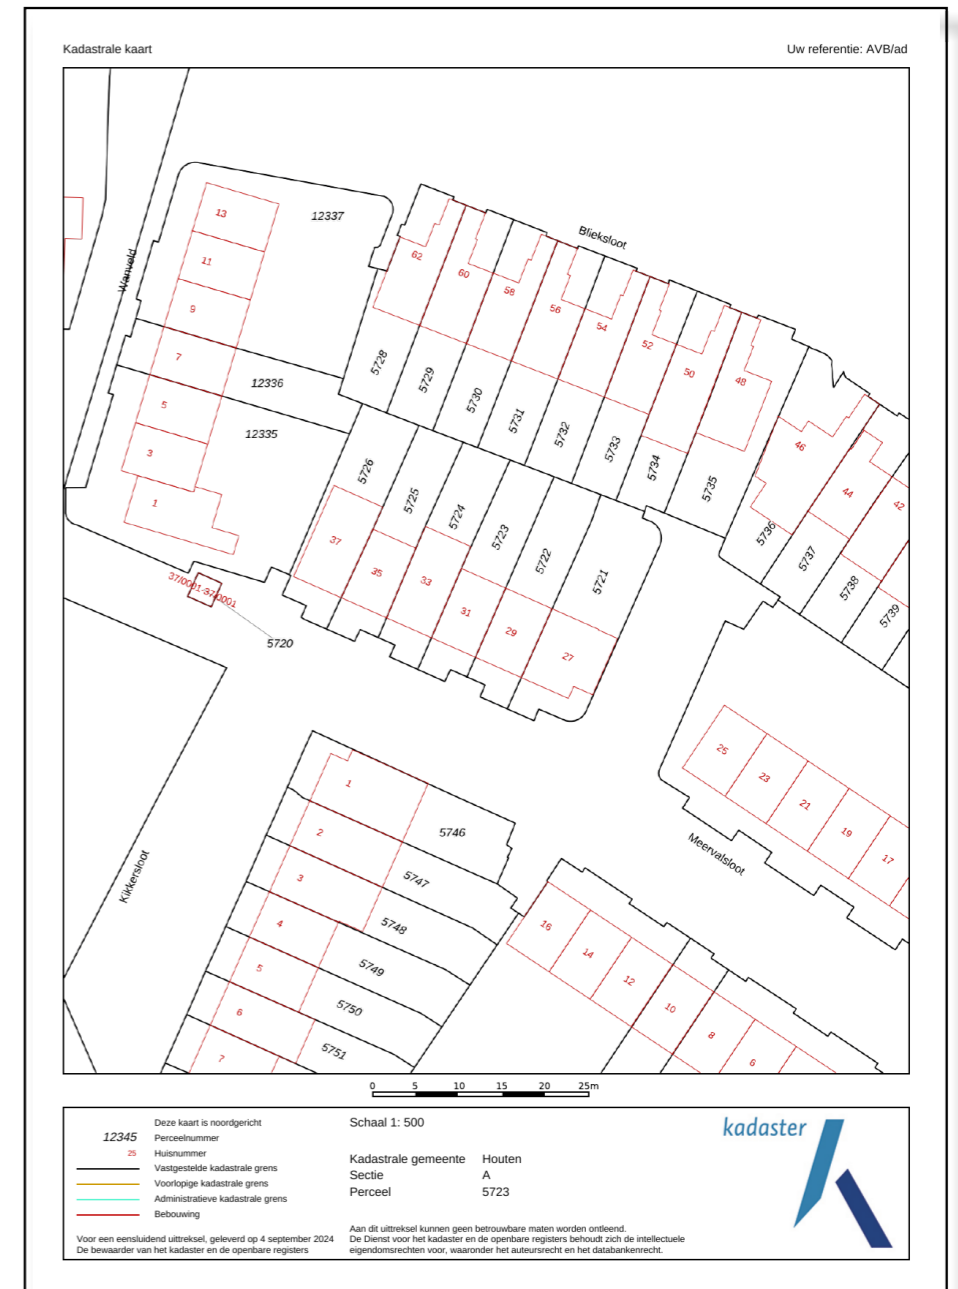 Kadastrale kaart
Uw referentie: AVB/ad
Wanveld
Blieksloot
12337
13
11
9
7
12336
5
12335
3
1
62
60
58
56
54
52
50
48
46
44
42
5728
5729
5730
5731
5732
5733
5734
5735
5736
5737
5738
5739
5726
5725
5724
5723
5722
5721
37
35
33
31
29
27
37/0001-37/0001
5720
25
23
21
19
17
Meervalsloot
Kikkersloot
1
5746
2
5747
3
5748
4
5749
5
5750
6
5751
7
16
14
12
10
8
6
0 5 10 15 20 25m
Deze kaart is noordgericht
12345 Perceelnummer
25 Huisnummer
Vastgestelde kadastrale grens
Voorlopige kadastrale grens
Administratieve kadastrale grens
Bebouwing
Voor een eensluidend uittreksel, geleverd op 4 september 2024
De bewaarder van het kadaster en de openbare registers
Schaal 1: 500
Kadastrale gemeente Houten
Sectie A
Perceel 5723
Aan dit uittreksel kunnen geen betrouwbare maten worden ontleend.
De Dienst voor het kadaster en de openbare registers behoudt zich de intellectuele
eigendomsrechten voor, waaronder het auteursrecht en het databankenrecht.
kadaster